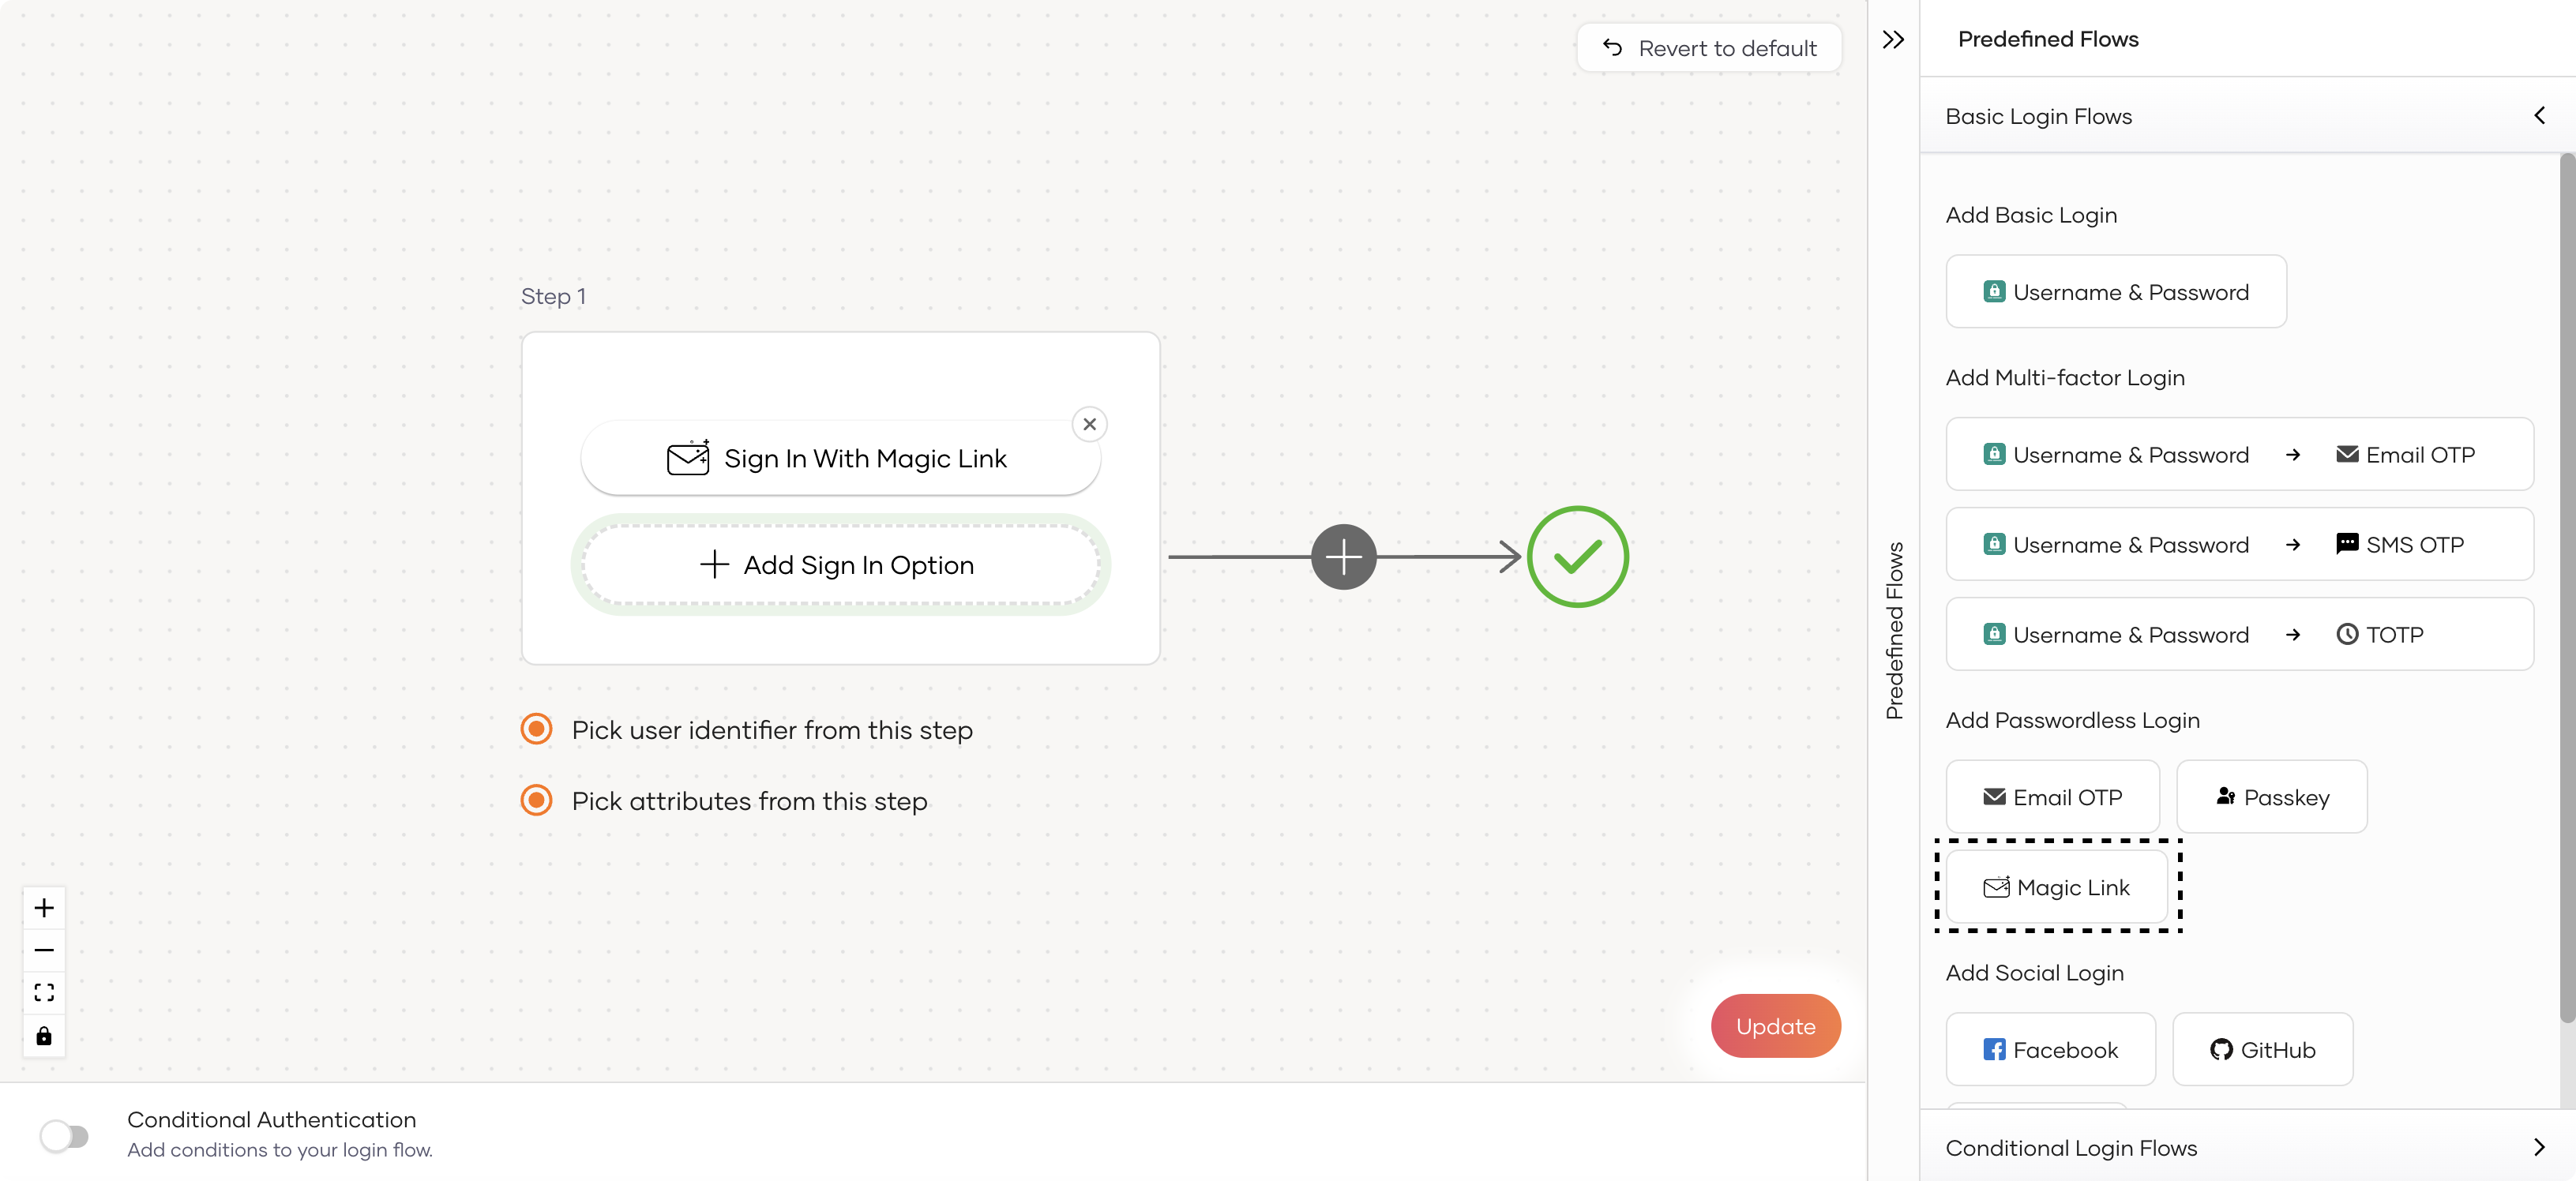 Revert to default
Step 1
Sign In With Magic Link
Add Sign In Option
Pick user identifier from this step
Pick attributes from this step
Update
Conditional Authentication
Add conditions to your login flow.
Predefined Flows
Predefined Flows
Basic Login Flows
Add Basic Login
Username & Password
Add Multi-factor Login
Username & Password → Email OTP
Username & Password → SMS OTP
Username & Password → TOTP
Add Passwordless Login
Email OTP Passkey
Magic Link
Add Social Login
Facebook GitHub
Conditional Login Flows